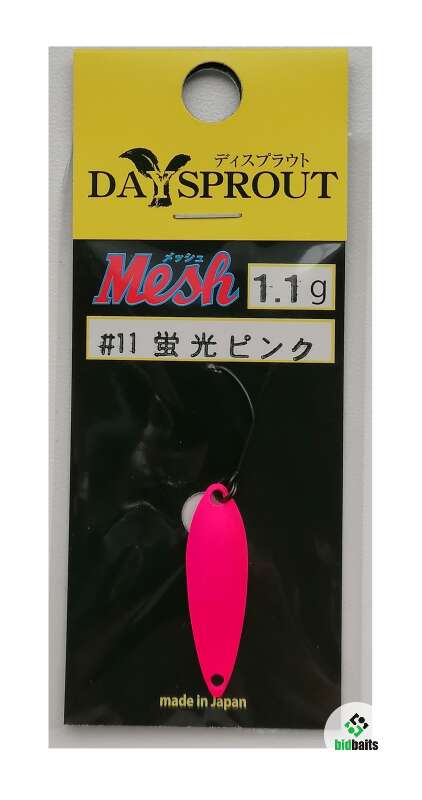 ディスプラウト
DAYSPROUT
メッシュ
Mesh 1.1g
#11 蛍光ピンク
made in Japan
bidbaits